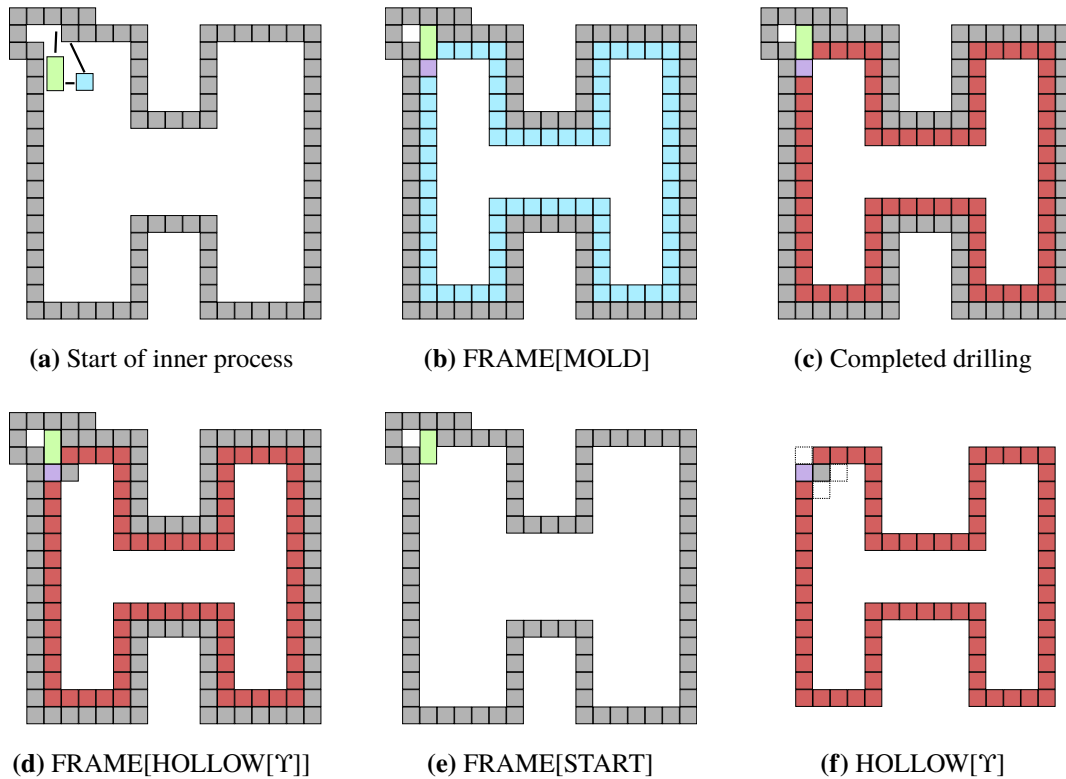 (a) Start of inner process
(b) FRAME[MOLD]
(c) Completed drilling
(d) FRAME[HOLLOW[ϒ]]
(e) FRAME[START]
(f) HOLLOW[ϒ]